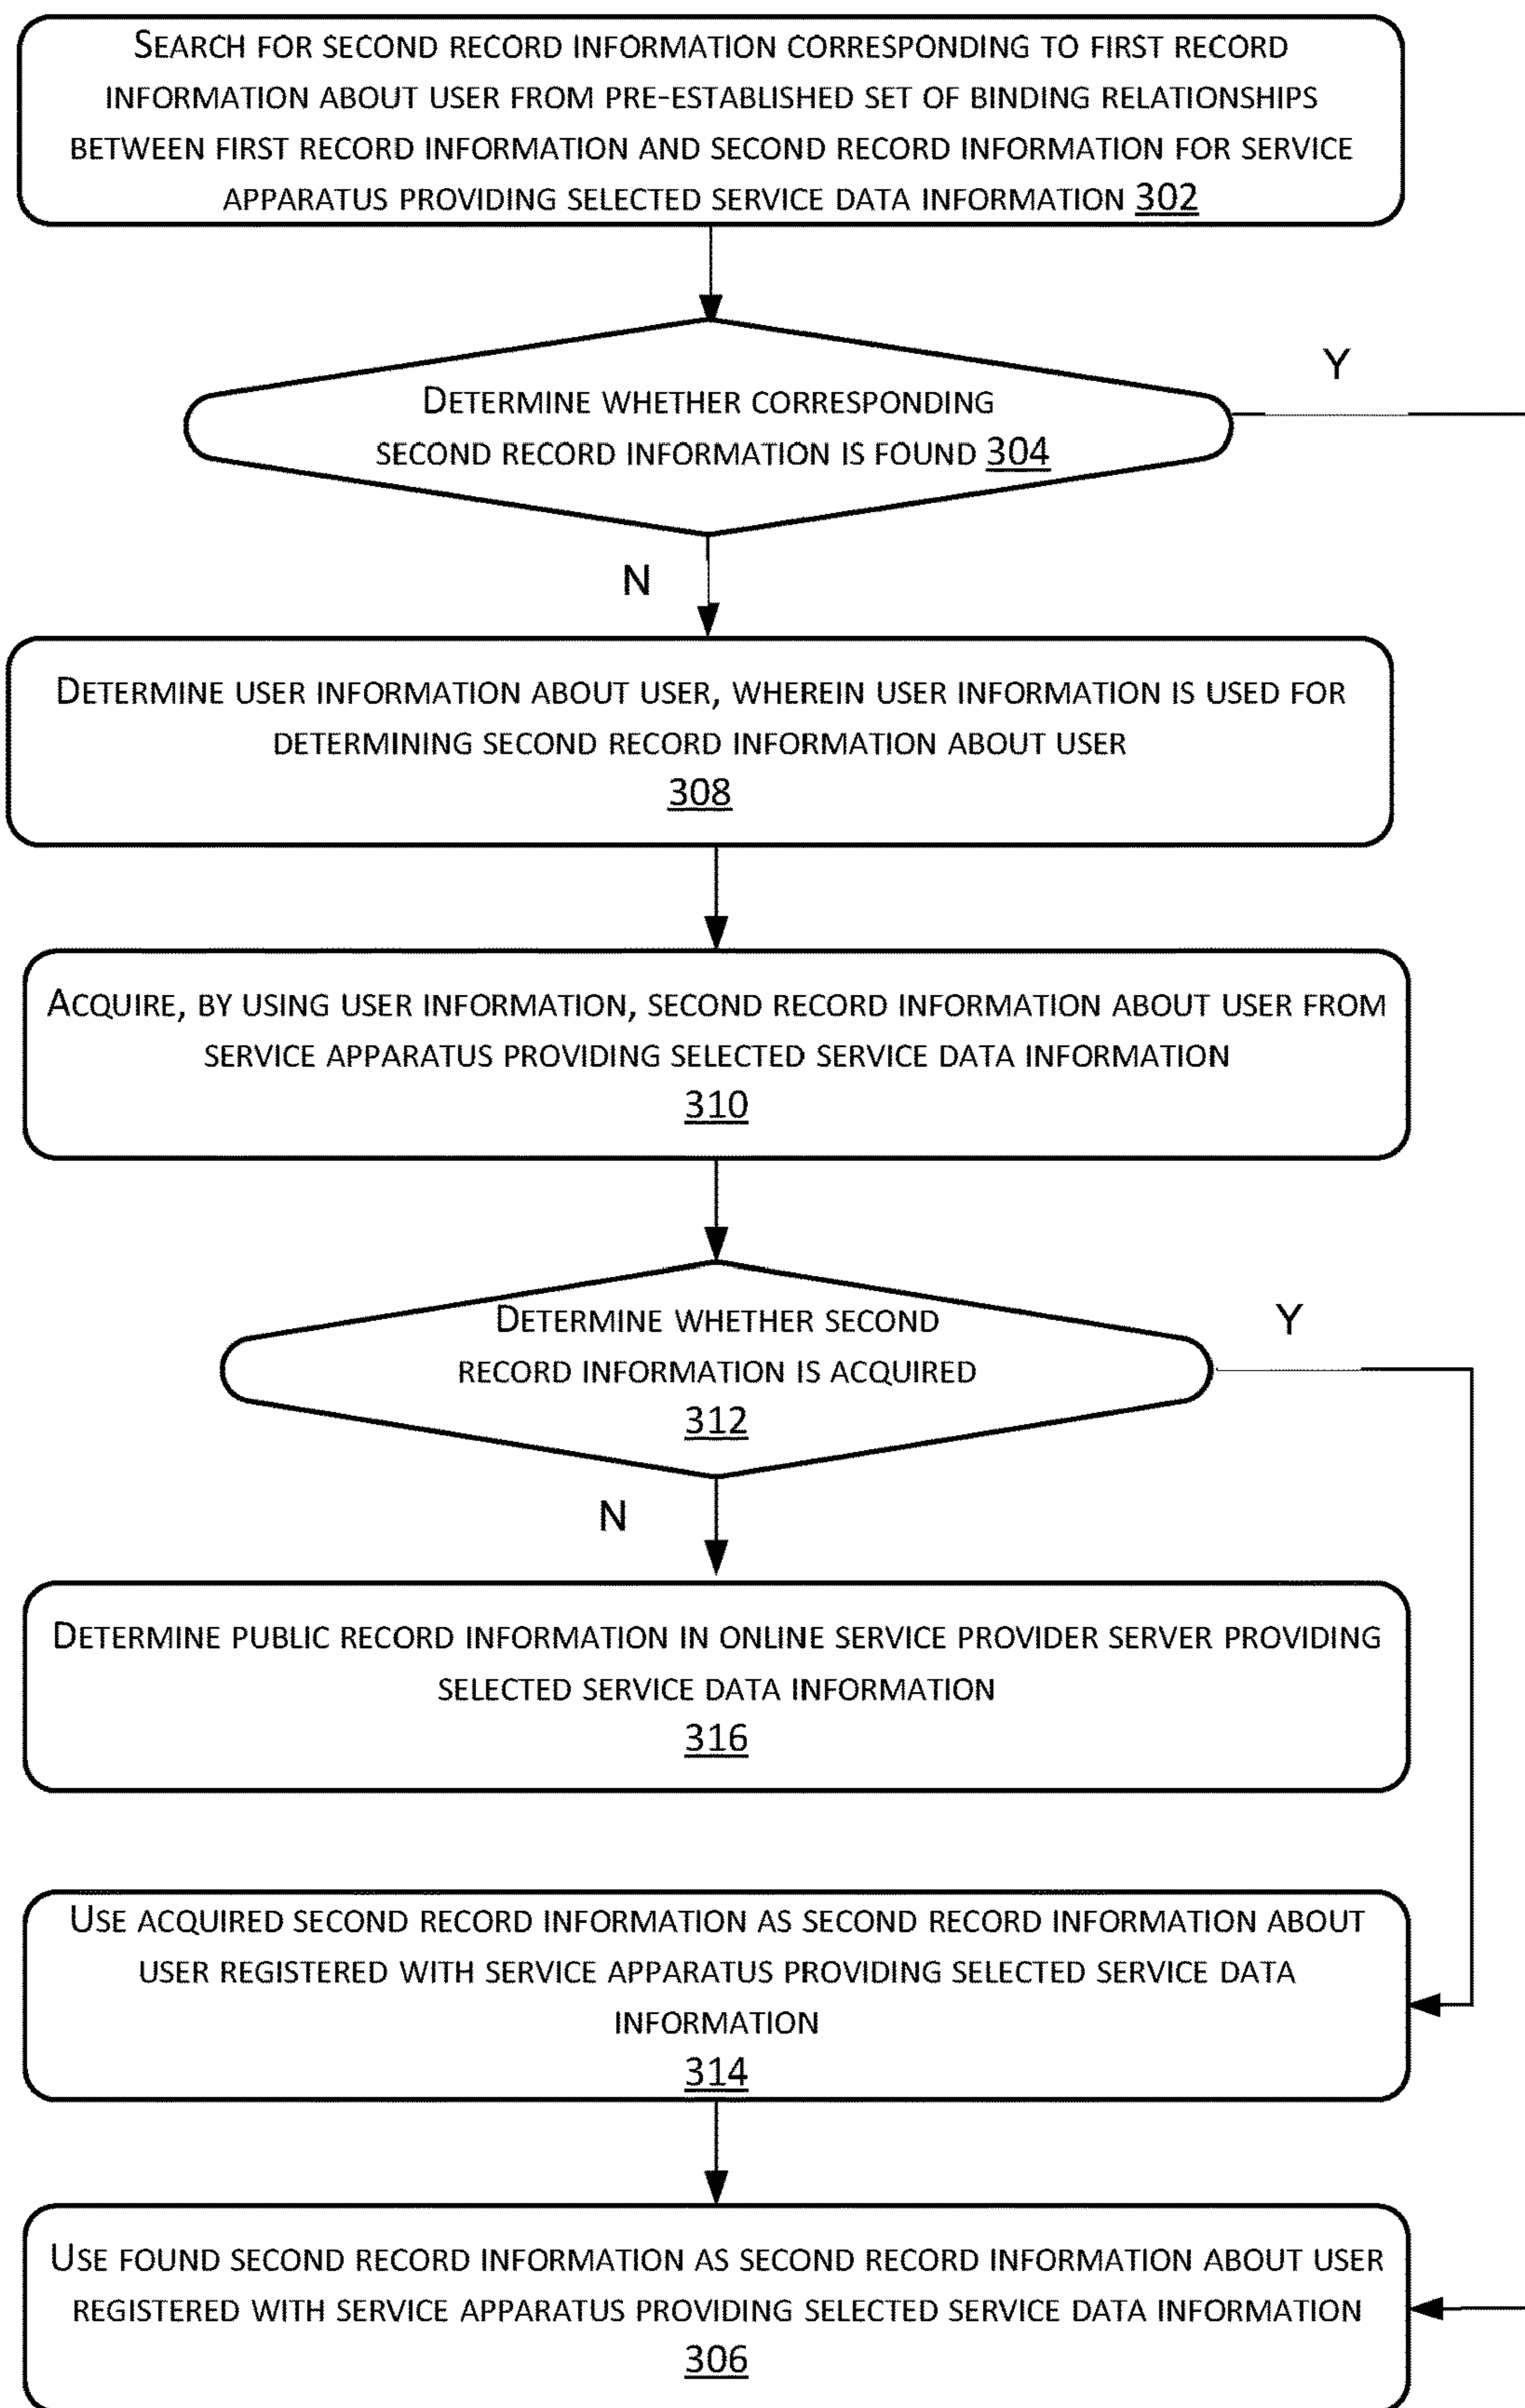 SEARCH FOR SECOND RECORD INFORMATION CORRESPONDING TO FIRST RECORD
INFORMATION ABOUT USER FROM PRE-ESTABLISHED SET OF BINDING RELATIONSHIPS
BETWEEN FIRST RECORD INFORMATION AND SECOND RECORD INFORMATION FOR SERVICE
APPARATUS PROVIDING SELECTED SERVICE DATA INFORMATION 302
Y
DETERMINE WHETHER CORRESPONDING
SECOND RECORD INFORMATION IS FOUND 304
N
DETERMINE USER INFORMATION ABOUT USER, WHEREIN USER INFORMATION IS USED FOR
DETERMINING SECOND RECORD INFORMATION ABOUT USER
308
ACQUIRE, BY USING USER INFORMATION, SECOND RECORD INFORMATION ABOUT USER FROM
SERVICE APPARATUS PROVIDING SELECTED SERVICE DATA INFORMATION
310
DETERMINE WHETHER SECOND
Y
RECORD INFORMATION IS ACQUIRED
312
N
DETERMINE PUBLIC RECORD INFORMATION IN ONLINE SERVICE PROVIDER SERVER PROVIDING
SELECTED SERVICE DATA INFORMATION
316
USE ACQUIRED SECOND RECORD INFORMATION AS SECOND RECORD INFORMATION ABOUT
USER REGISTERED WITH SERVICE APPARATUS PROVIDING SELECTED SERVICE DATA
INFORMATION
314
USE FOUND SECOND RECORD INFORMATION AS SECOND RECORD INFORMATION ABOUT USER
REGISTERED WITH SERVICE APPARATUS PROVIDING SELECTED SERVICE DATA INFORMATION
306